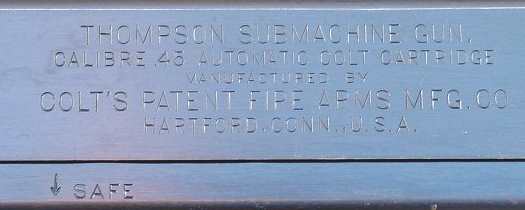 THOMPSON SUBMACHINE GUN,
CALIBRE .45 AUTOMATIC COLT CARTRIDGE
MANUFACTURED BY
COLT'S PATENT FIRE ARMS MFG. CO.
HARTFORD, CONN., U.S.A.
↓ SAFE